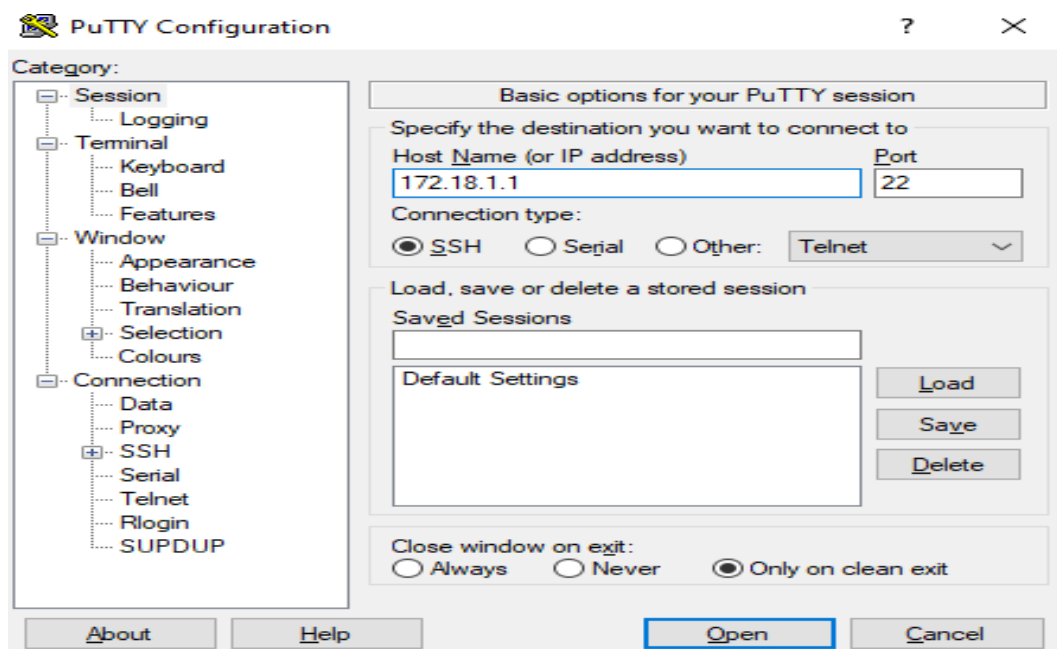 PuTTY Configuration
?
Category:
Session
Logging
Terminal
Keyboard
Bell
Features
Window
Appearance
Behaviour
Translation
Selection
Colours
Connection
Data
Proxy
SSH
Serial
Telnet
Rlogin
SUPDUP
Basic options for your PuTTY session
Specify the destination you want to connect to
Host Name (or IP address) Port
172.18.1.1 22
Connection type:
SSH Serial Other: Telnet
Load, save or delete a stored session
Saved Sessions
Default Settings
Load
Save
Delete
Close window on exit:
Always Never Only on clean exit
About Help Open Cancel